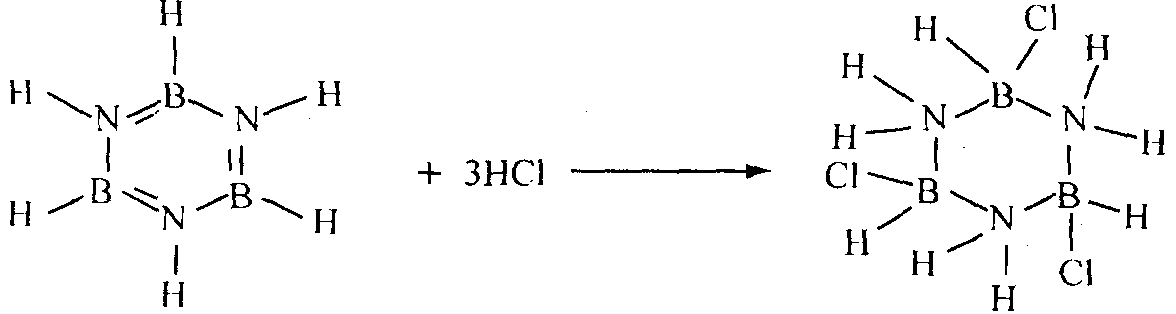 H
H N B N H
B N B
H H
H
+ 3HCl
H Cl
H B H
H N N H
Cl B B H
H N
H H Cl